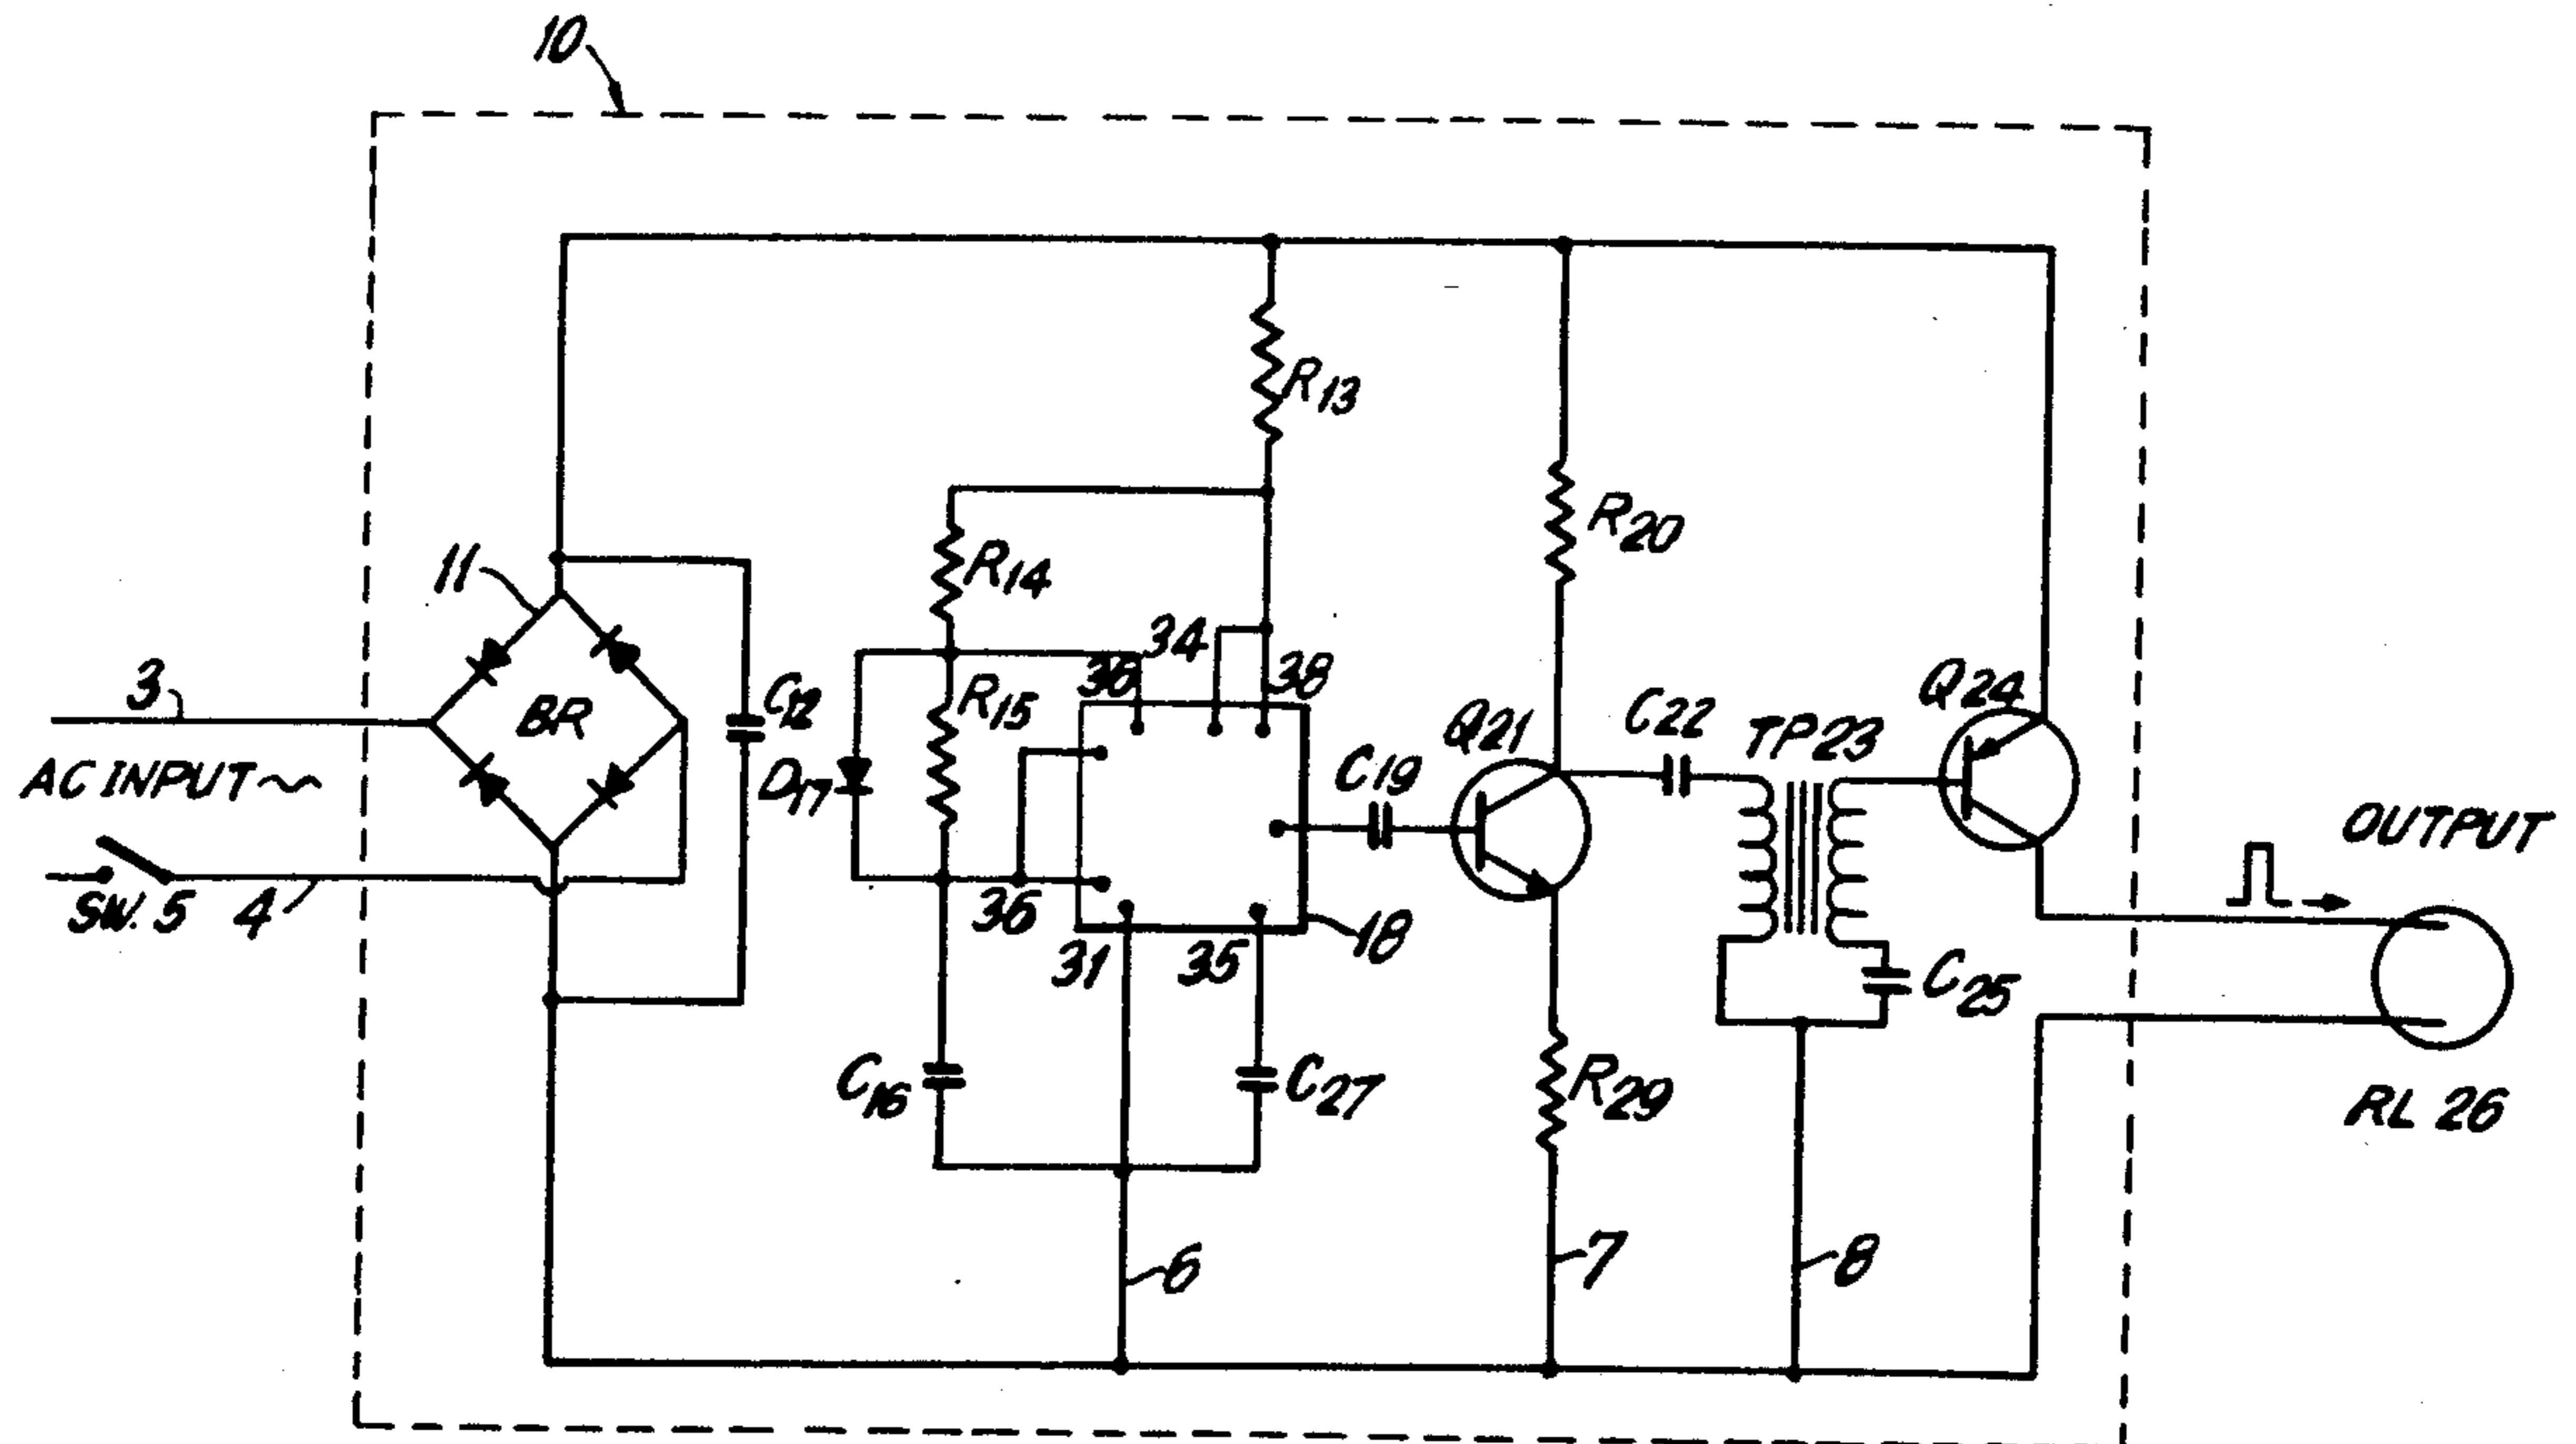 10
R13
R20
11
R14
34
36
38
3
BR
C12
R15
Q24
C22
TP23
Q21
AC INPUT ~
D17
C19
OUTPUT
SW. 5
4
36
18
31
35
C25
C16
C27
R29
RL 26
6
7
8